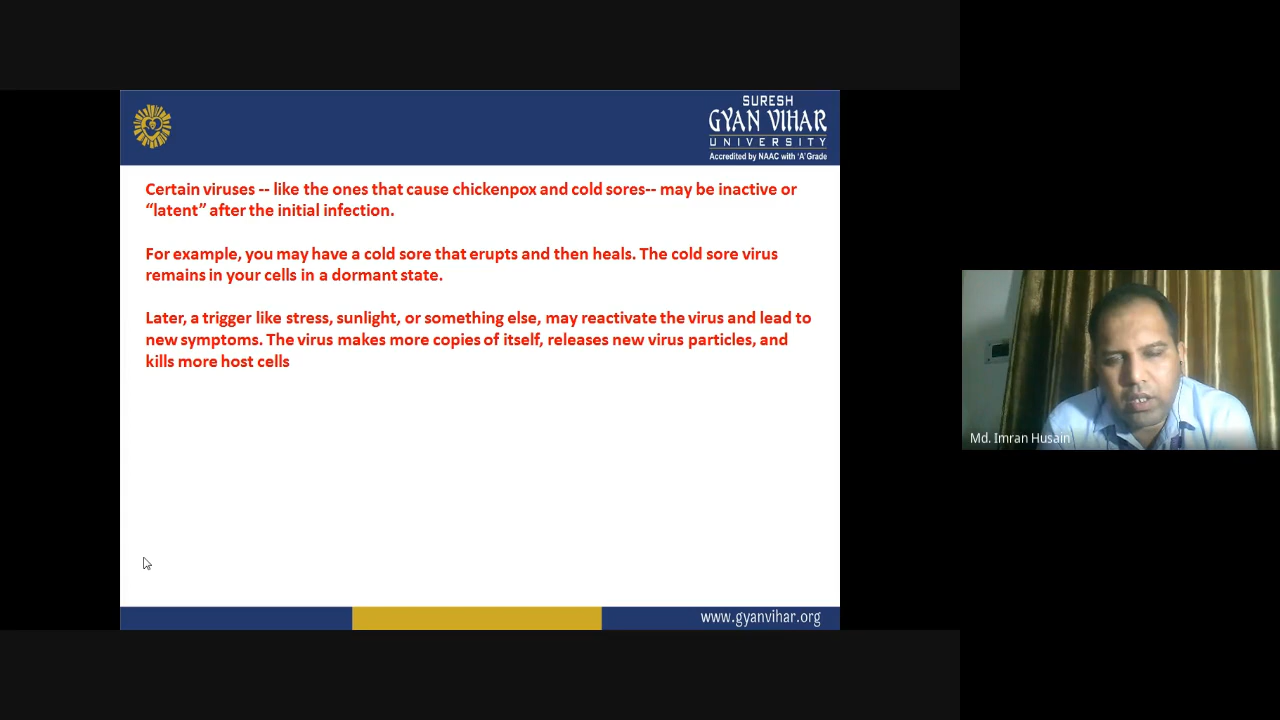 SURESH
GYAN VIHAR
UNIVERSITY
Accredited by NAAC with 'A' Grade
Certain viruses -- like the ones that cause chickenpox and cold sores-- may be inactive or
“latent” after the initial infection.
For example, you may have a cold sore that erupts and then heals. The cold sore virus
remains in your cells in a dormant state.
Later, a trigger like stress, sunlight, or something else, may reactivate the virus and lead to
new symptoms. The virus makes more copies of itself, releases new virus particles, and
kills more host cells
Md. Imran Husain
www.gyanvihar.org